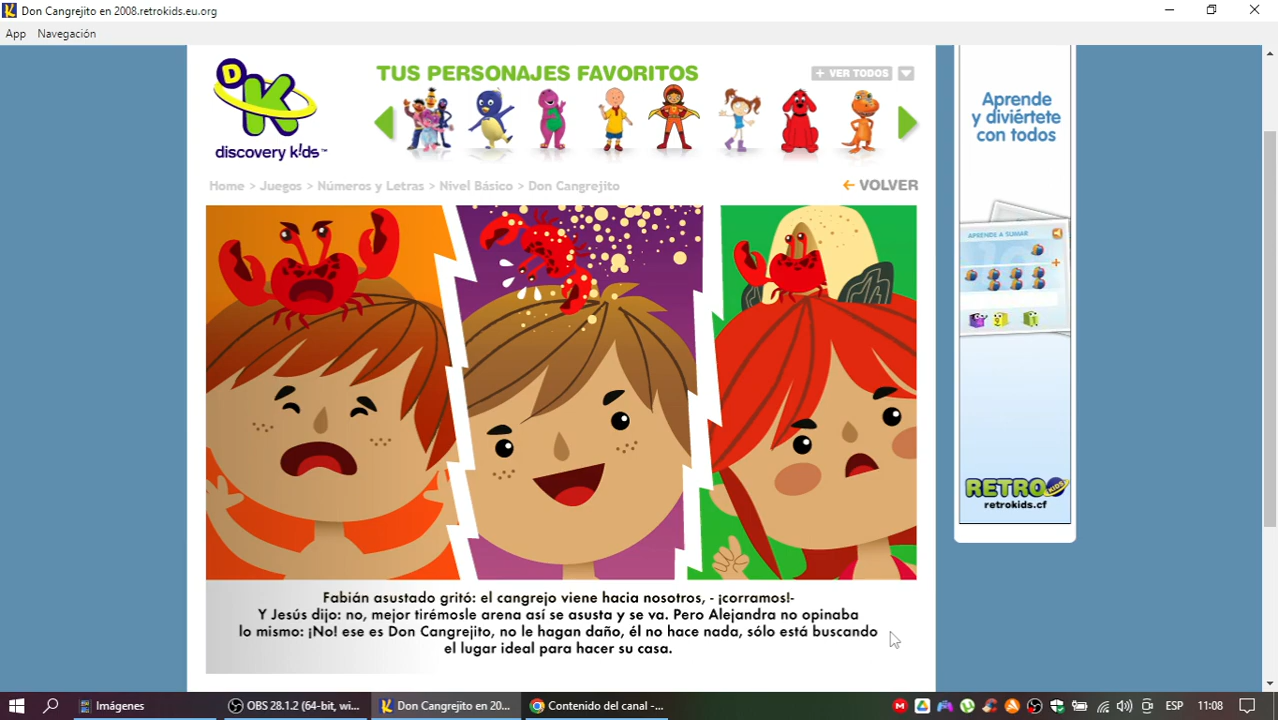 Don Cangrejito en 2008.retrokids.eu.org
App Navegación
D K
discovery k!ds™
TUS PERSONAJES FAVORITOS
+ VER TODOS
Home > Juegos > Números y Letras > Nivel Básico > Don Cangrejito
VOLVER
Fabián asustado gritó: el cangrejo viene hacia nosotros, - ¡corramos!-
Y Jesús dijo: no, mejor tirémosle arena así se asusta y se va. Pero Alejandra no opinaba
lo mismo: ¡No! ese es Don Cangrejito, no le hagan daño, él no hace nada, sólo está buscando
el lugar ideal para hacer su casa.
Aprende
y diviértete
con todos
APRENDE A SUMAR
RETRO
retrokids.cf
Imágenes
OBS 28.1.2 (64-bit, wi...
Don Cangrejito en 20...
Contenido del canal -...
ESP
11:08